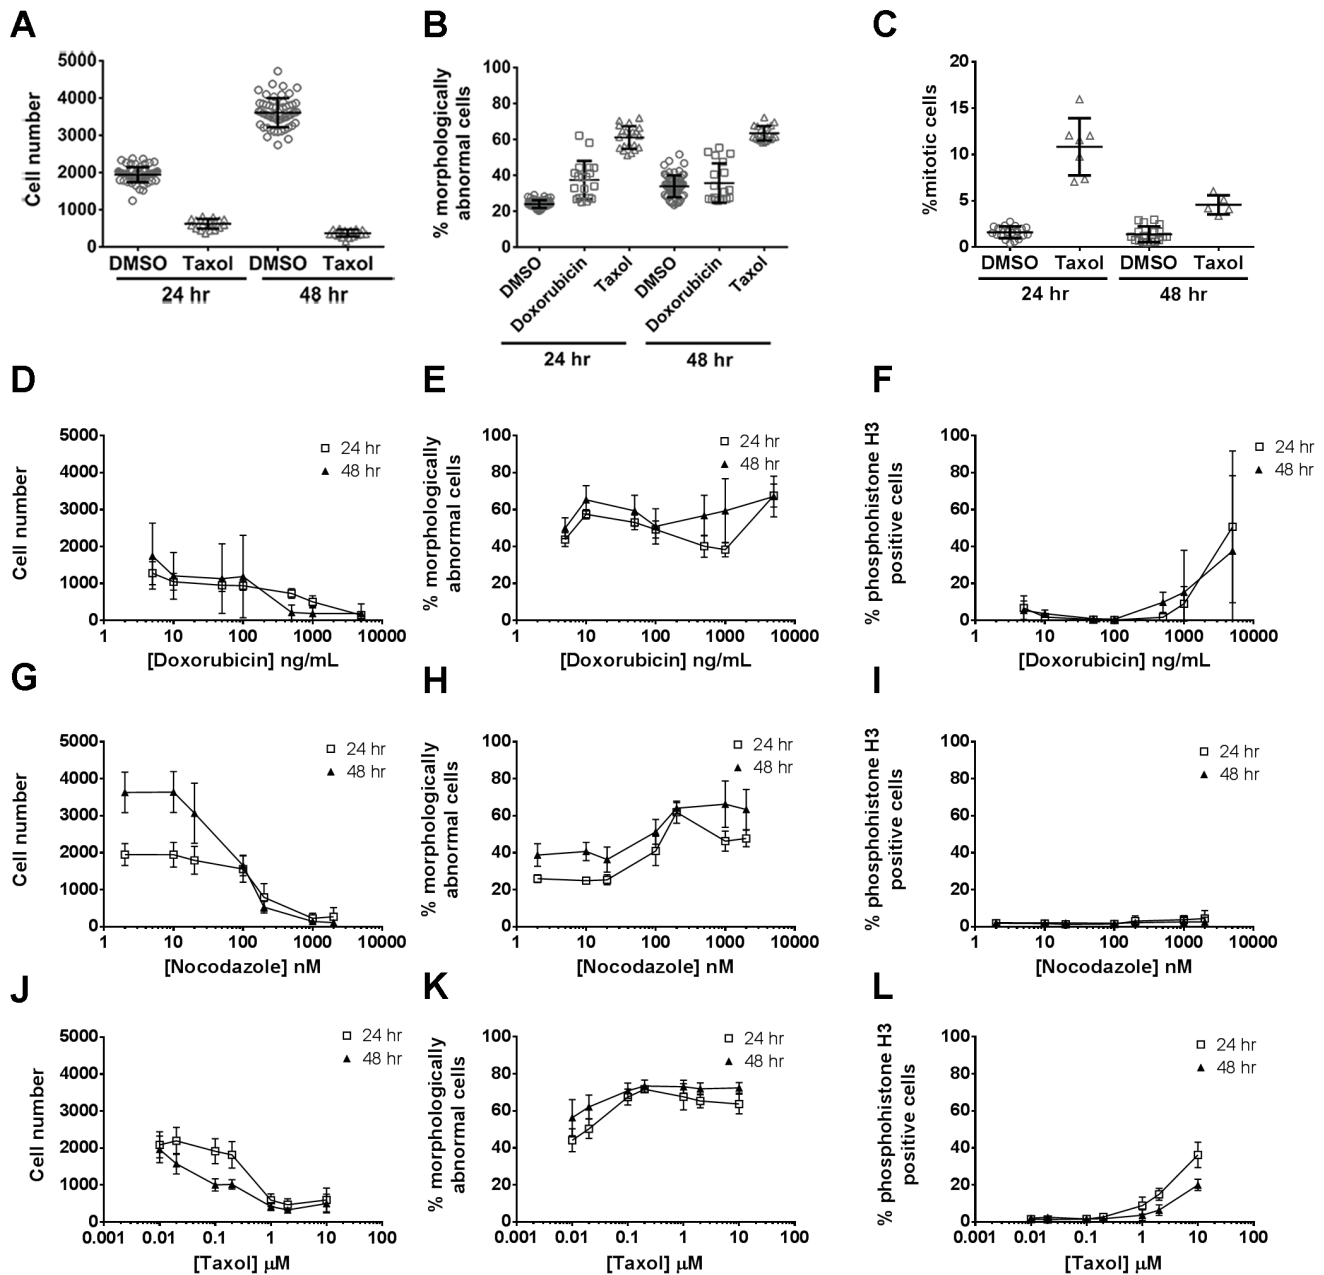 A
Cell number
5000
4000
3000
2000
1000
0
DMSO Taxol DMSO Taxol
24 hr 48 hr
B
% morphologically
abnormal cells
100
80
60
40
20
0
DMSO Doxorubicin Taxol DMSO Doxorubicin Taxol
24 hr 48 hr
C
%mitotic cells
20
15
10
5
0
DMSO Taxol DMSO Taxol
24 hr 48 hr
D
Cell number
5000
4000
3000
2000
1000
0
24 hr
48 hr
1 10 100 1000 10000
[Doxorubicin] ng/mL
E
% morphologically
abnormal cells
100
80
60
40
20
0
24 hr
48 hr
1 10 100 1000 10000
[Doxorubicin] ng/mL
F
% phosphohistone H3
positive cells
100
80
60
40
20
0
24 hr
48 hr
1 10 100 1000 10000
[Doxorubicin] ng/mL
G
Cell number
5000
4000
3000
2000
1000
0
24 hr
48 hr
1 10 100 1000 10000
[Nocodazole] nM
H
% morphologically
abnormal cells
100
80
60
40
20
0
24 hr
48 hr
1 10 100 1000 10000
[Nocodazole] nM
I
% phosphohistone H3
positive cells
100
80
60
40
20
0
24 hr
48 hr
1 10 100 1000 10000
[Nocodazole] nM
J
Cell number
5000
4000
3000
2000
1000
0
24 hr
48 hr
0.001 0.01 0.1 1 10 100
[Taxol] μM
K
% morphologically
abnormal cells
100
80
60
40
20
0
24 hr
48 hr
0.001 0.01 0.1 1 10 100
[Taxol] μM
L
% phosphohistone H3
positive cells
100
80
60
40
20
0
24 hr
48 hr
0.001 0.01 0.1 1 10 100
[Taxol] μM